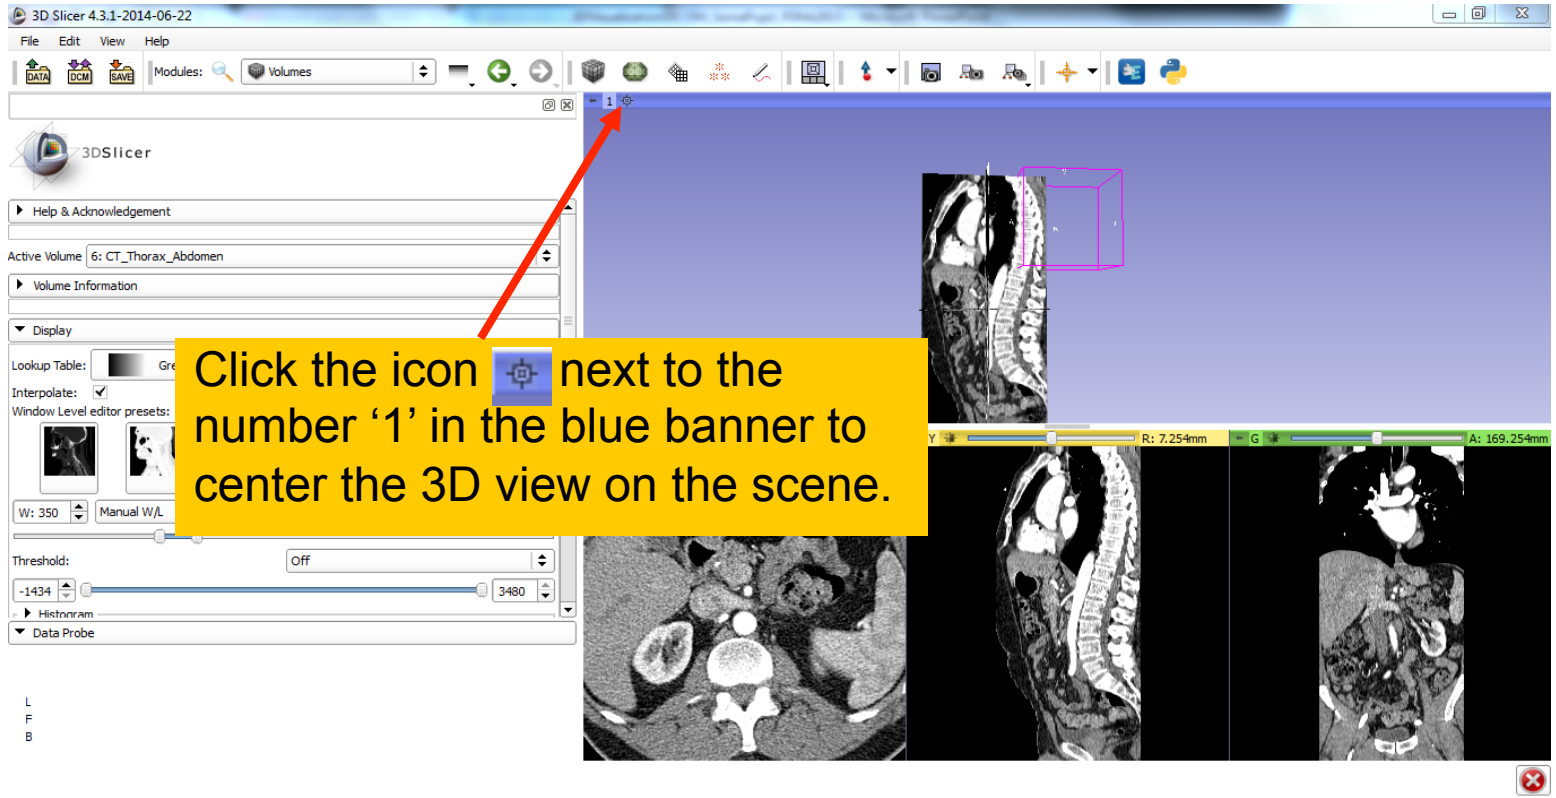 3D Slicer 4.3.1-2014-06-22
File Edit View Help
DATA DCM SAVE Modules: Volumes
1
3DSlicer
Help & Acknowledgement
Active Volume 6: CT_Thorax_Abdomen
Volume Information
Display
Lookup Table: Gre
Interpolate:
Window Level editor presets:
Click the icon next to the
number ‘1’ in the blue banner to
center the 3D view on the scene.
Y R: 7.254mm G A: 169.254mm
W: 350 Manual W/L
Threshold: Off
-1434 3480
Histogram
Data Probe
L
F
B